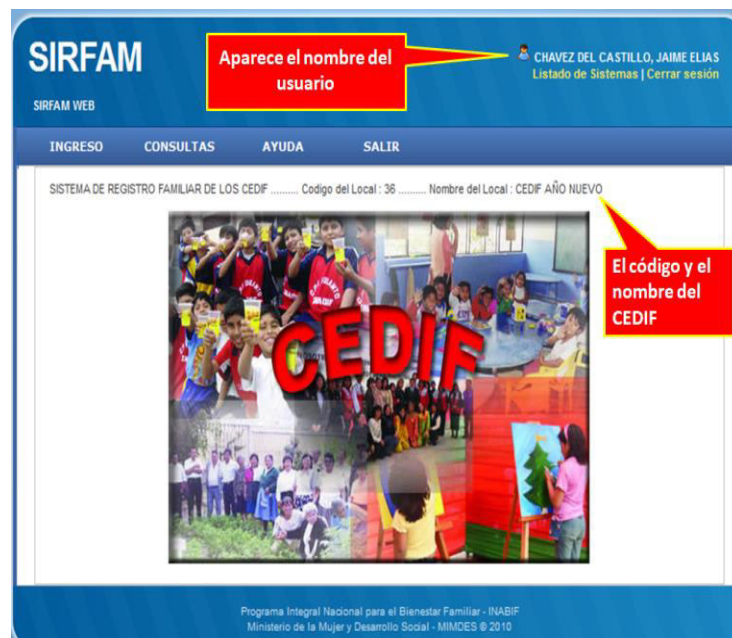 SIRFAM
Aparece el nombre del
usuario
CHAVEZ DEL CASTILLO, JAIME ELIAS
Listado de Sistemas | Cerrar sesión
SIRFAM WEB
INGRESO CONSULTAS AYUDA SALIR
SISTEMA DE REGISTRO FAMILIAR DE LOS CEDIF .......... Codigo del Local : 36 .......... Nombre del Local : CEDIF AÑO NUEVO
El código y el
nombre del
CEDIF
CEDIF
Programa Integral Nacional para el Bienestar Familiar - INABIF
Ministerio de la Mujer y Desarrollo Social - MIMDES © 2010